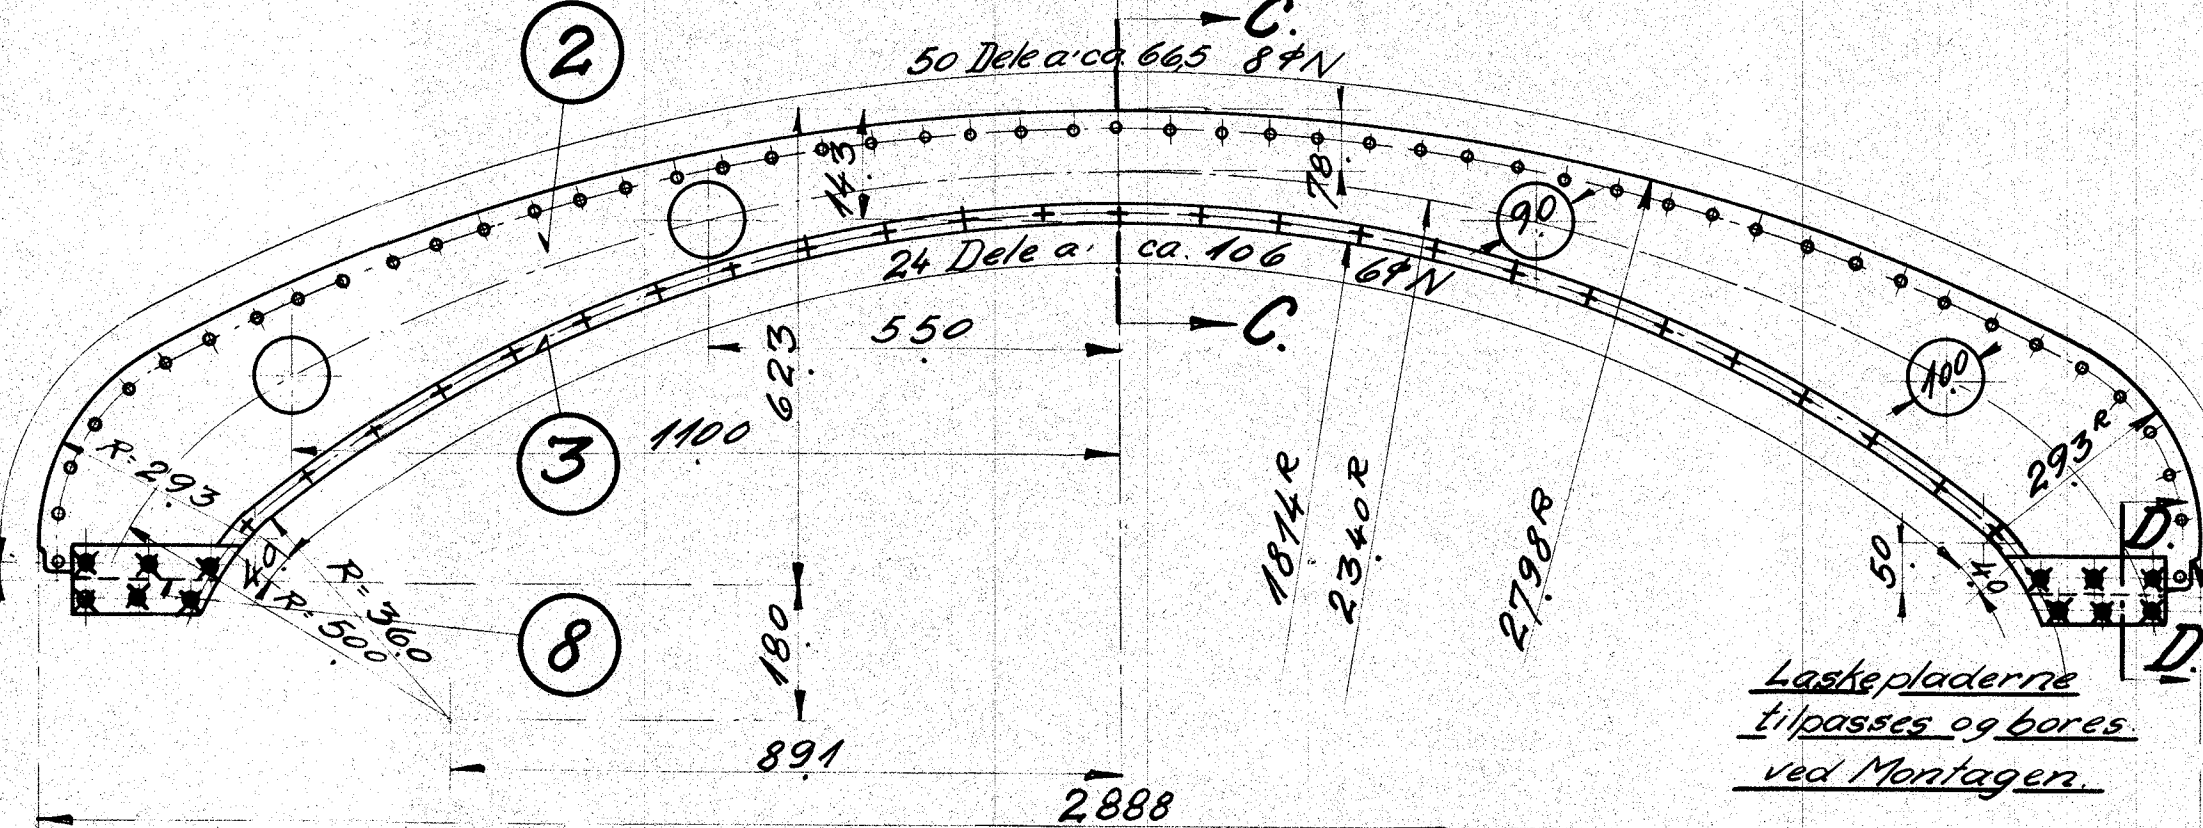 C.
2
50 Dele a' ca. 66,5 8 ϕ N
143
78
90
24 Dele a' ca. 106 6 ϕ N
C.
550
623
100
1100
3
R=293
293 R
1814 R
2340 R
2798 R
D.
50
40
40
R=360
R=500
8
180
D.
Laskepladerne
tilpasses og bores
ved Montagen.
891
2888